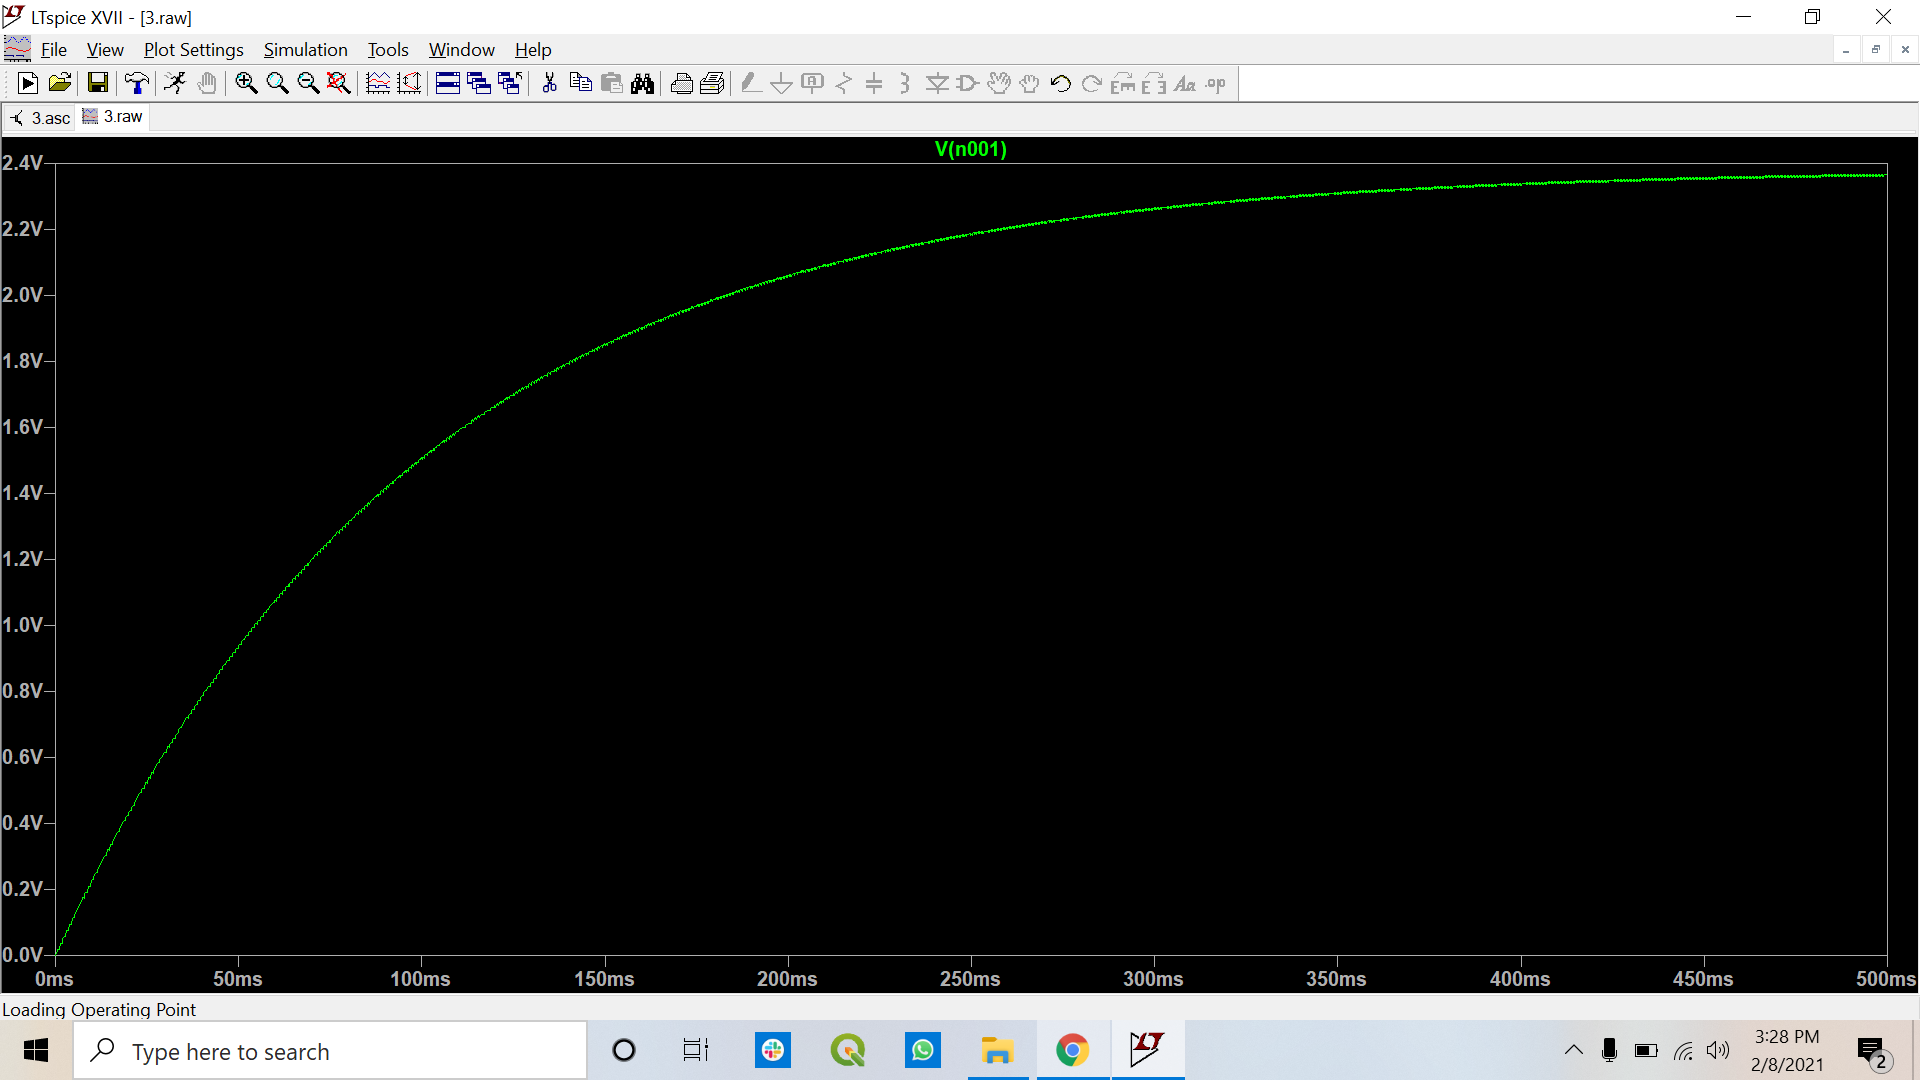 LTspice XVII - [3.raw]
File View Plot Settings Simulation Tools Window Help
3.asc 3.raw
V(n001)
2.4V
2.2V
2.0V
1.8V
1.6V
1.4V
1.2V
1.0V
0.8V
0.6V
0.4V
0.2V
0.0V
0ms 50ms 100ms 150ms 200ms 250ms 300ms 350ms 400ms 450ms 500ms
Loading Operating Point
Type here to search
3:28 PM
2/8/2021
2